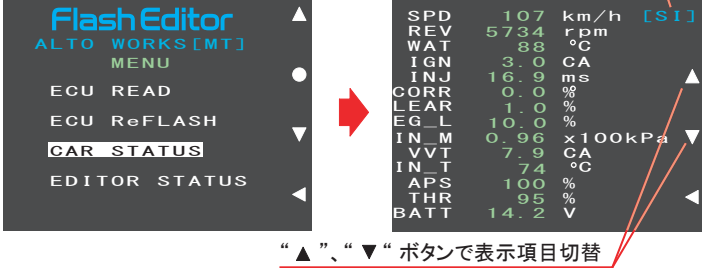 Flash Editor
ALTO WORKS[MT]
MENU
ECU READ
ECU ReFLASH
CAR STATUS
EDITOR STATUS
SPD 107 km/h [SI]
REV 5734 rpm
WAT 88 °C
IGN 3.0 CA
INJ 16.9 ms
CORR 0.0 %
LEAR 1.0 %
EG_L 10.0 %
IN_M 0.96 x100kPa
VVT 7.9 CA
IN_T 74 °C
APS 100 %
THR 95 %
BATT 14.2 V
“▲”、“▼“ ボタンで表示項目切替